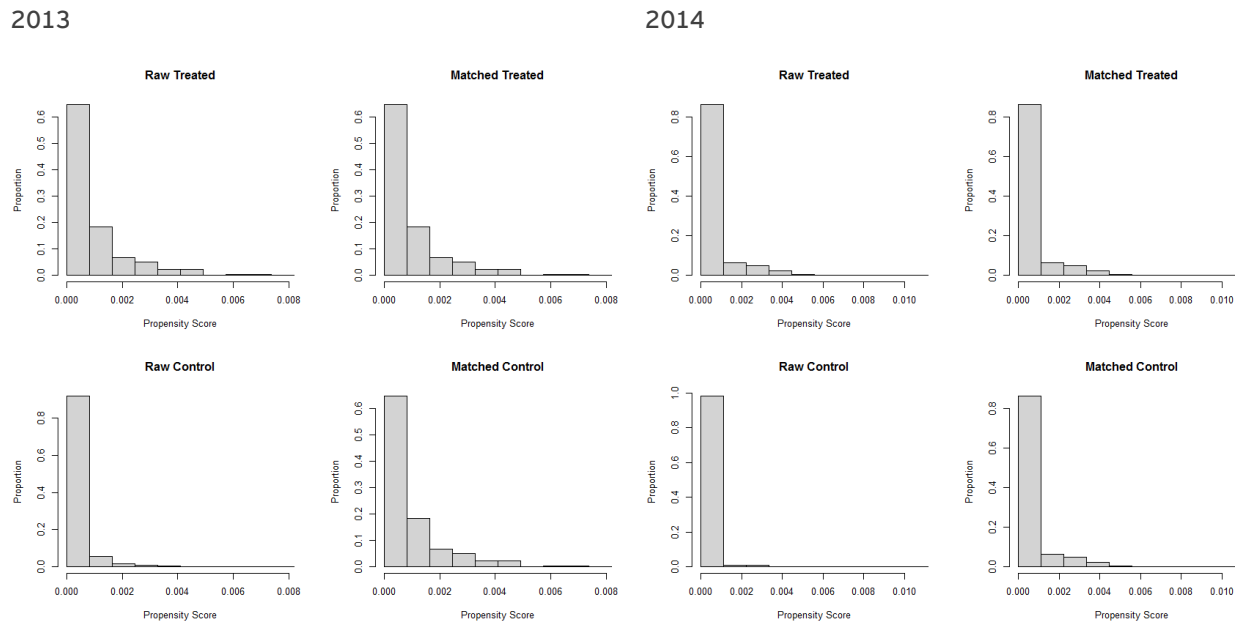 2013
2014
Raw Treated
Matched Treated
Raw Treated
Matched Treated
Proportion
0.0 0.1 0.2 0.3 0.4 0.5 0.6
Proportion
0.0 0.1 0.2 0.3 0.4 0.5 0.6
Proportion
0.0 0.2 0.4 0.6 0.8
Proportion
0.0 0.2 0.4 0.6 0.8
0.000 0.002 0.004 0.006 0.008
0.000 0.002 0.004 0.006 0.008
0.000 0.002 0.004 0.006 0.008 0.010
0.000 0.002 0.004 0.006 0.008 0.010
Propensity Score
Propensity Score
Propensity Score
Propensity Score
Raw Control
Matched Control
Raw Control
Matched Control
Proportion
0.0 0.2 0.4 0.6 0.8
Proportion
0.0 0.1 0.2 0.3 0.4 0.5 0.6
Proportion
0.0 0.2 0.4 0.6 0.8 1.0
Proportion
0.0 0.2 0.4 0.6 0.8
0.000 0.002 0.004 0.006 0.008
0.000 0.002 0.004 0.006 0.008
0.000 0.002 0.004 0.006 0.008 0.010
0.000 0.002 0.004 0.006 0.008 0.010
Propensity Score
Propensity Score
Propensity Score
Propensity Score